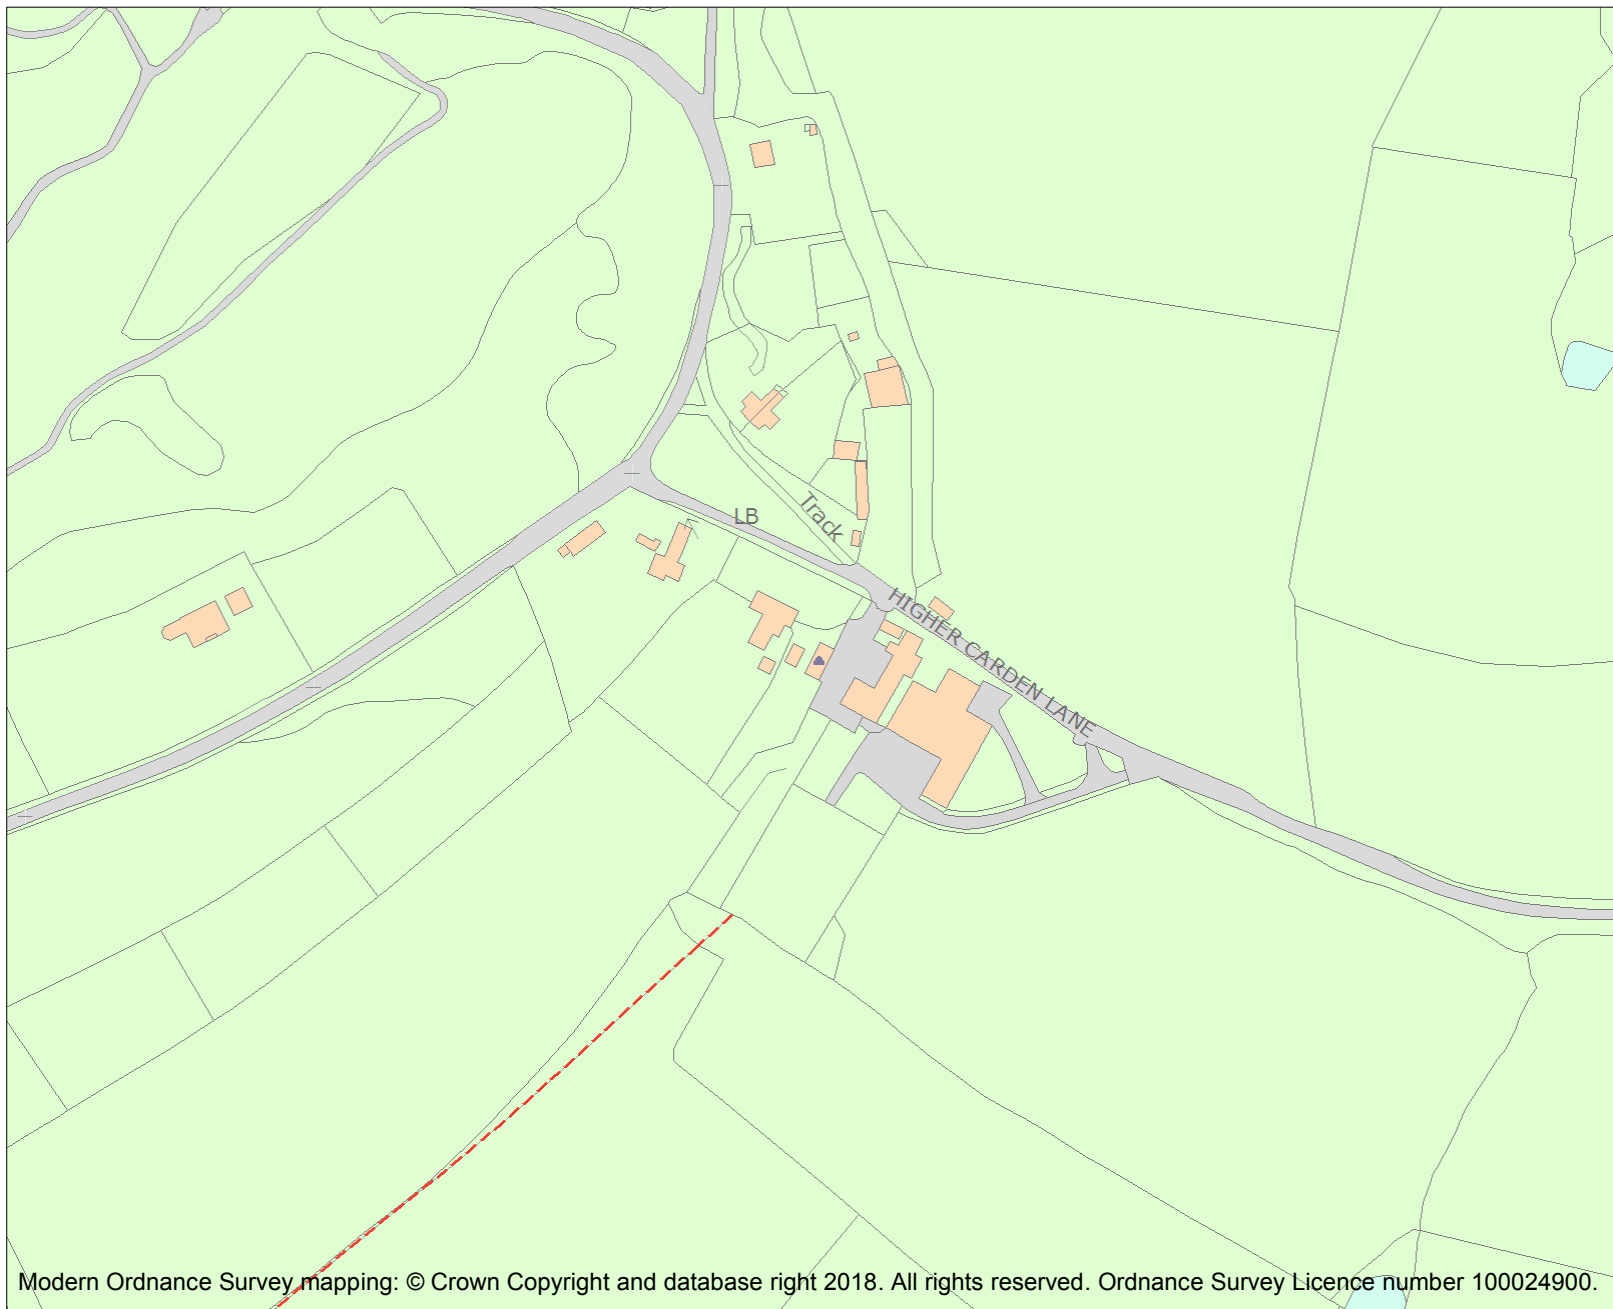 LB
Track
HIGHER CARDEN LANE
Modern Ordnance Survey mapping: © Crown Copyright and database right 2018. All rights reserved. Ordnance Survey Licence number 100024900.